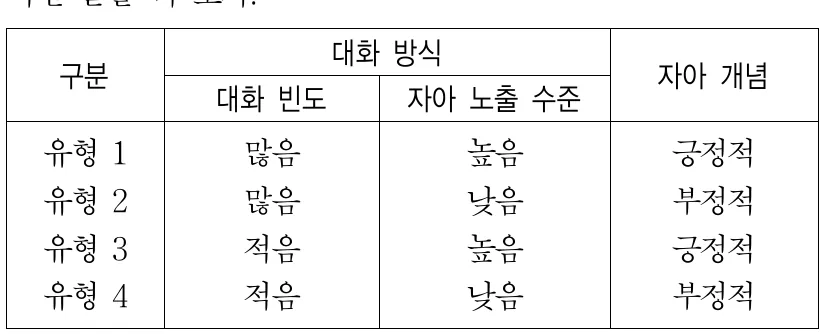 구분 대화 방식 자아 개념
대화 빈도 자아 노출 수준
유형 1 많음 높음 긍정적
유형 2 많음 낮음 부정적
유형 3 적음 높음 긍정적
유형 4 적음 낮음 부정적